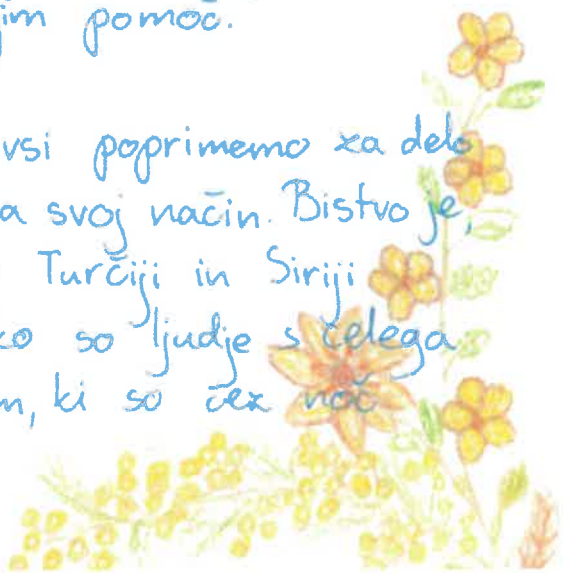 jim pomoč.
vsi poprimemo za delo
a svoj način. Bistvo je,
Turčiji in Siriji
ko so ljudje s celega
m, ki so čez noč